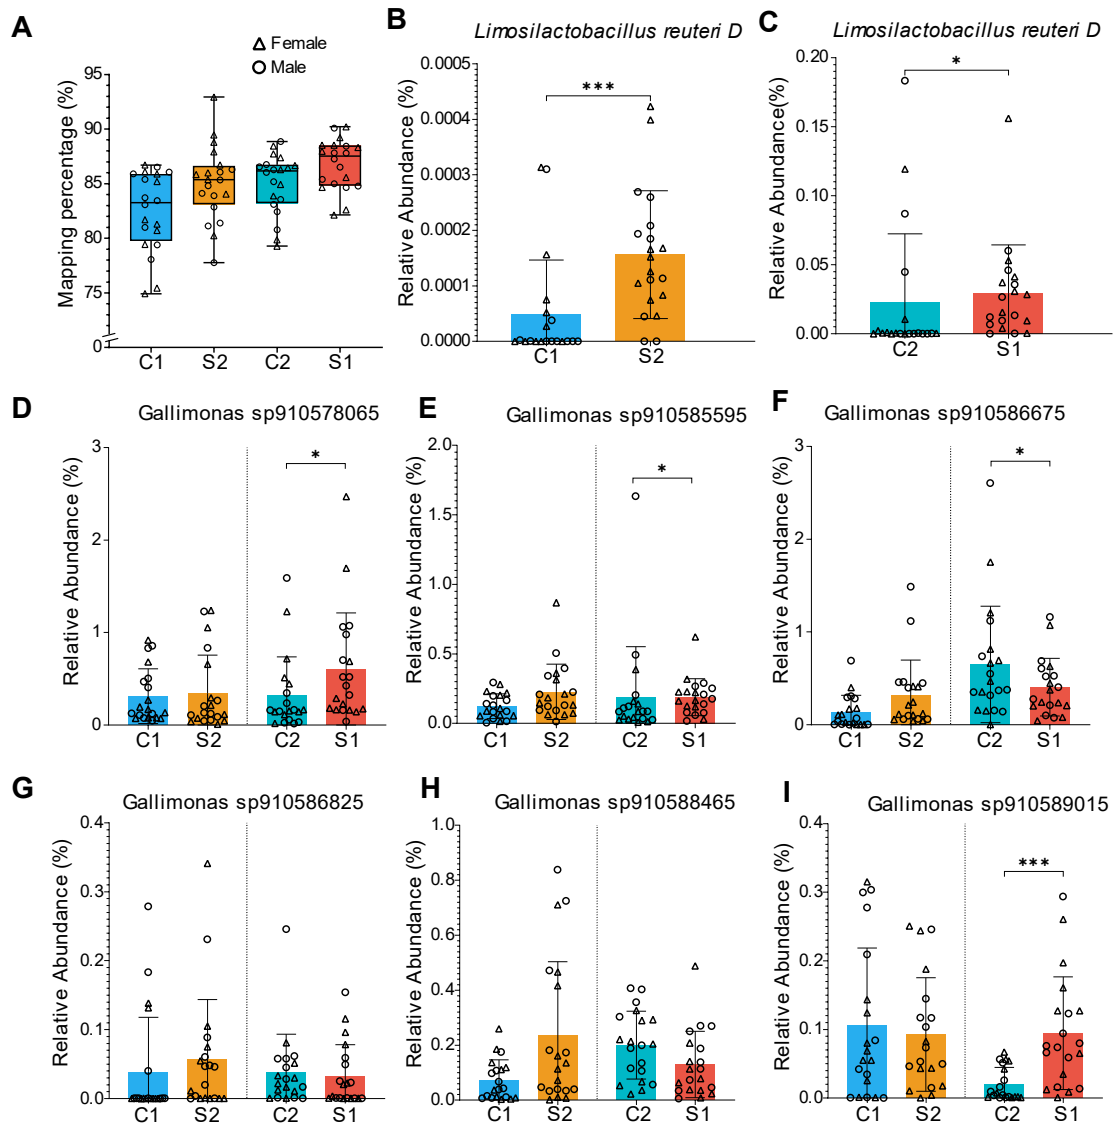 A
△ Female
○ Male
Mapping percentage (%)
95
90
85
80
75
0
C1 S2 C2 S1
B
Limosilactobacillus reuteri D
Relative Abundance (%)
0.0005
0.0004
0.0003
0.0002
0.0001
0.0000
***
C1 S2
C
Limosilactobacillus reuteri D
Relative Abundance(%)
0.20
0.15
0.10
0.05
0.00
*
C2 S1
D
Gallimonas sp910578065
Relative Abundance (%)
3
2
1
0
*
C1 S2 C2 S1
E
Gallimonas sp910585595
Relative Abundance (%)
2.0
1.5
1.0
0.5
0.0
*
C1 S2 C2 S1
F
Gallimonas sp910586675
Relative Abundance (%)
3
2
1
0
*
C1 S2 C2 S1
G
Gallimonas sp910586825
Relative Abundance (%)
0.4
0.3
0.2
0.1
0.0
C1 S2 C2 S1
H
Gallimonas sp910588465
Relative Abundance (%)
1.0
0.8
0.6
0.4
0.2
0.0
C1 S2 C2 S1
I
Gallimonas sp910589015
Relative Abundance (%)
0.4
0.3
0.2
0.1
0.0
***
C1 S2 C2 S1